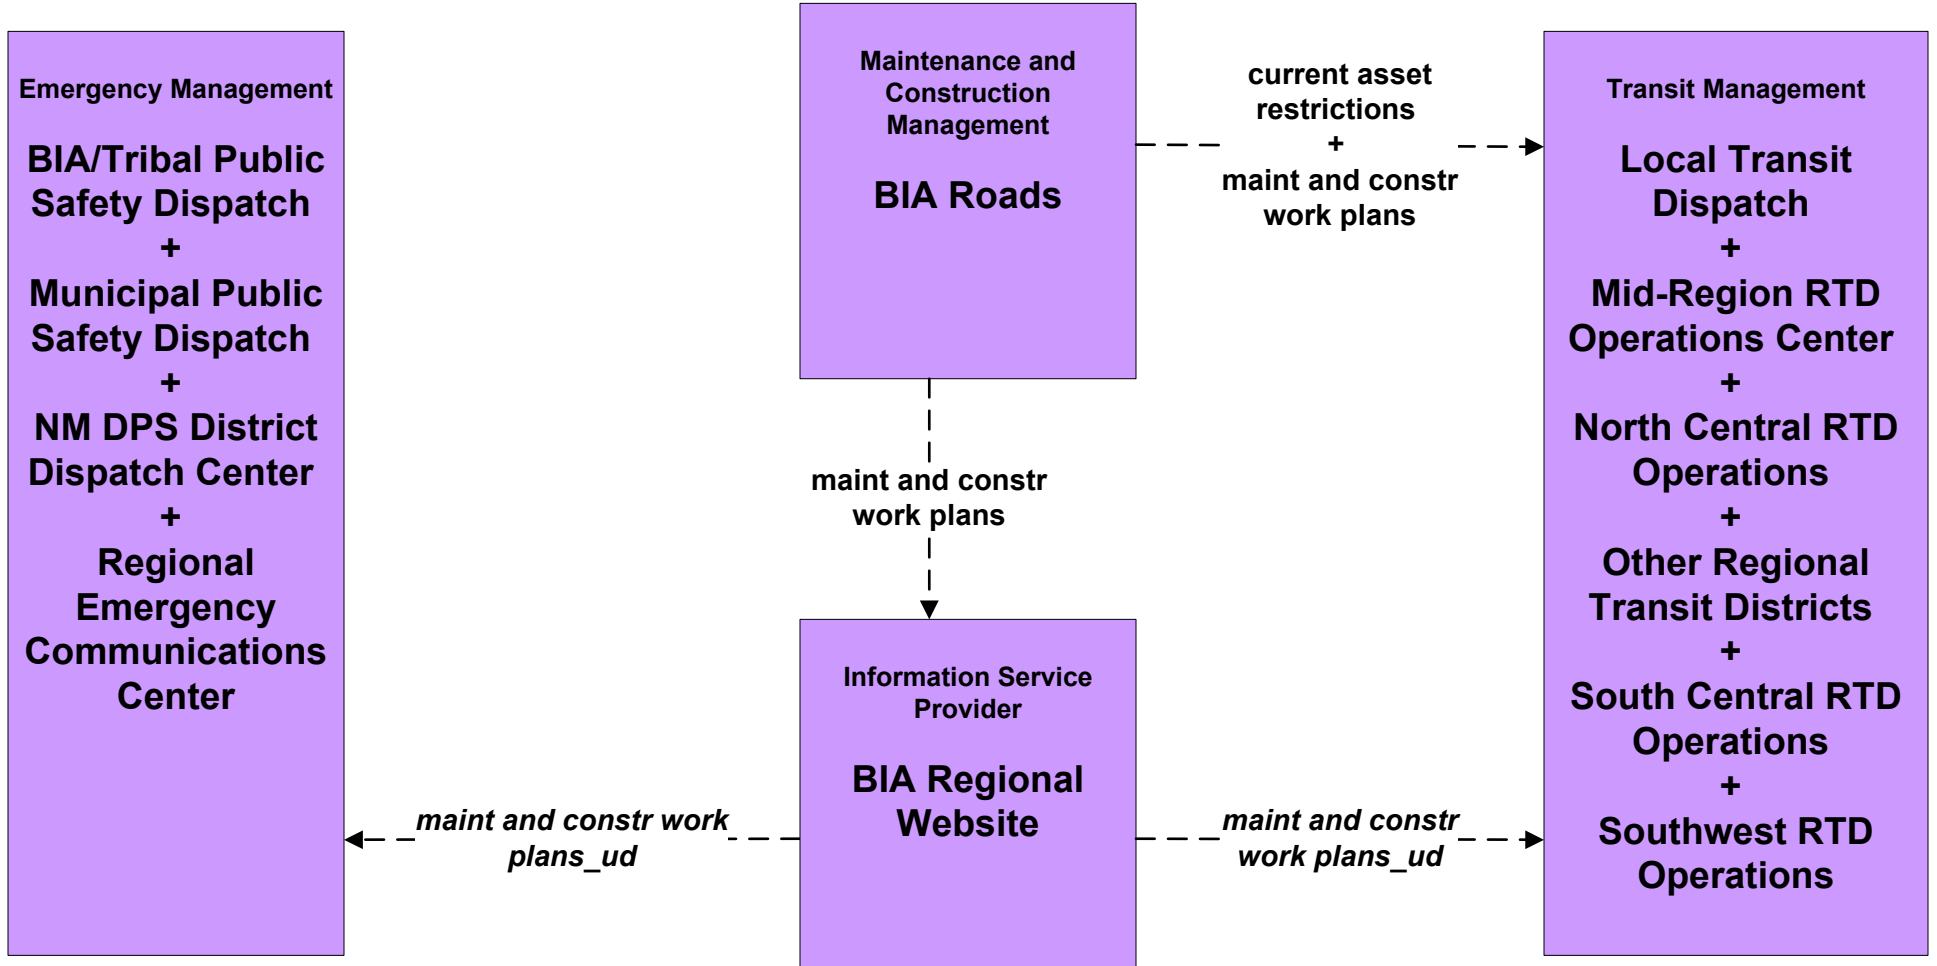 Emergency Management
BIA/Tribal Public
Safety Dispatch
+
Municipal Public
Safety Dispatch
+
NM DPS District
Dispatch Center
+
Regional
Emergency
Communications
Center
Maintenance and
Construction
Management
BIA Roads
current asset
restrictions
+
maint and constr
work plans
Transit Management
Local Transit
Dispatch
+
Mid-Region RTD
Operations Center
+
North Central RTD
Operations
+
Other Regional
Transit Districts
+
South Central RTD
Operations
+
Southwest RTD
Operations
maint and constr
work plans
Information Service
Provider
BIA Regional
Website
maint and constr work
plans_ud
maint and constr
work plans_ud